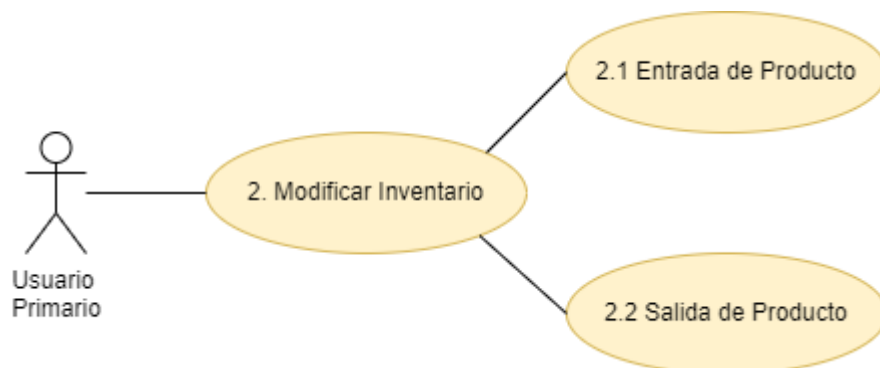 2.1 Entrada de Producto
2. Modificar Inventario
Usuario
Primario
2.2 Salida de Producto